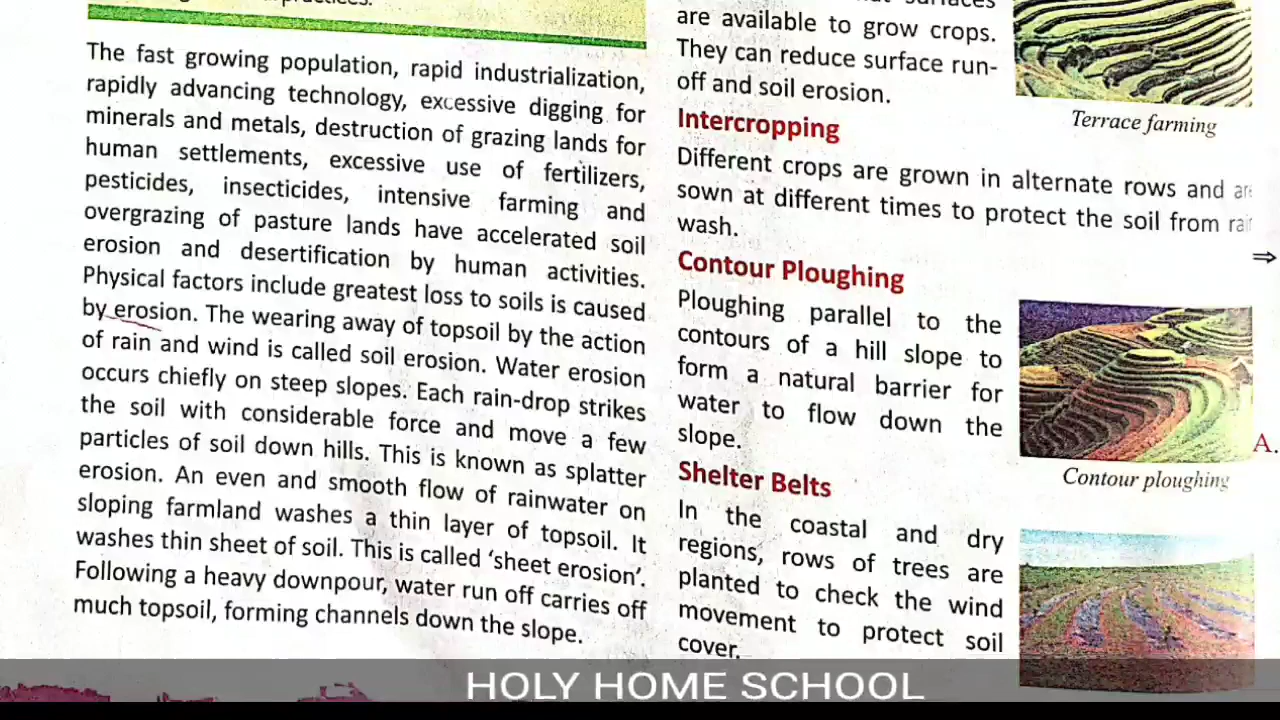 The fast growing population, rapid industrialization,
rapidly advancing technology, excessive digging for
minerals and metals, destruction of grazing lands for
human settlements, excessive use of fertilizers,
pesticides, insecticides, intensive farming and
overgrazing of pasture lands have accelerated soil
erosion and desertification by human activities.
Physical factors include greatest loss to soils is caused
by erosion. The wearing away of topsoil by the action
of rain and wind is called soil erosion. Water erosion
occurs chiefly on steep slopes. Each rain-drop strikes
the soil with considerable force and move a few
particles of soil down hills. This is known as splatter
erosion. An even and smooth flow of rainwater on
sloping farmland washes a thin layer of topsoil. It
washes thin sheet of soil. This is called ‘sheet erosion’.
Following a heavy downpour, water run off carries off
much topsoil, forming channels down the slope.
are available to grow crops.
They can reduce surface run-
off and soil erosion.
Terrace farming
Intercropping
Different crops are grown in alternate rows and are
sown at different times to protect the soil from rain
wash.
⇒
Contour Ploughing
Ploughing parallel to the
contours of a hill slope to
form a natural barrier for
water to flow down the
slope.
Contour ploughing
A.
Shelter Belts
In the coastal and dry
regions, rows of trees are
planted to check the wind
movement to protect soil
cover.
HOLY HOME SCHOOL